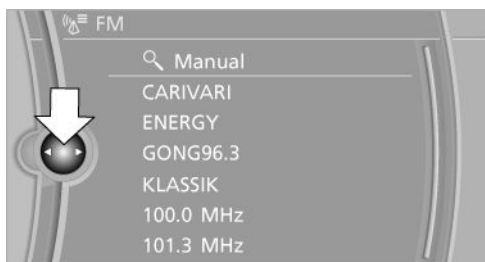 FM
Manual
CARIVARI
ENERGY
GONG96.3
KLASSIK
100.0 MHz
101.3 MHz